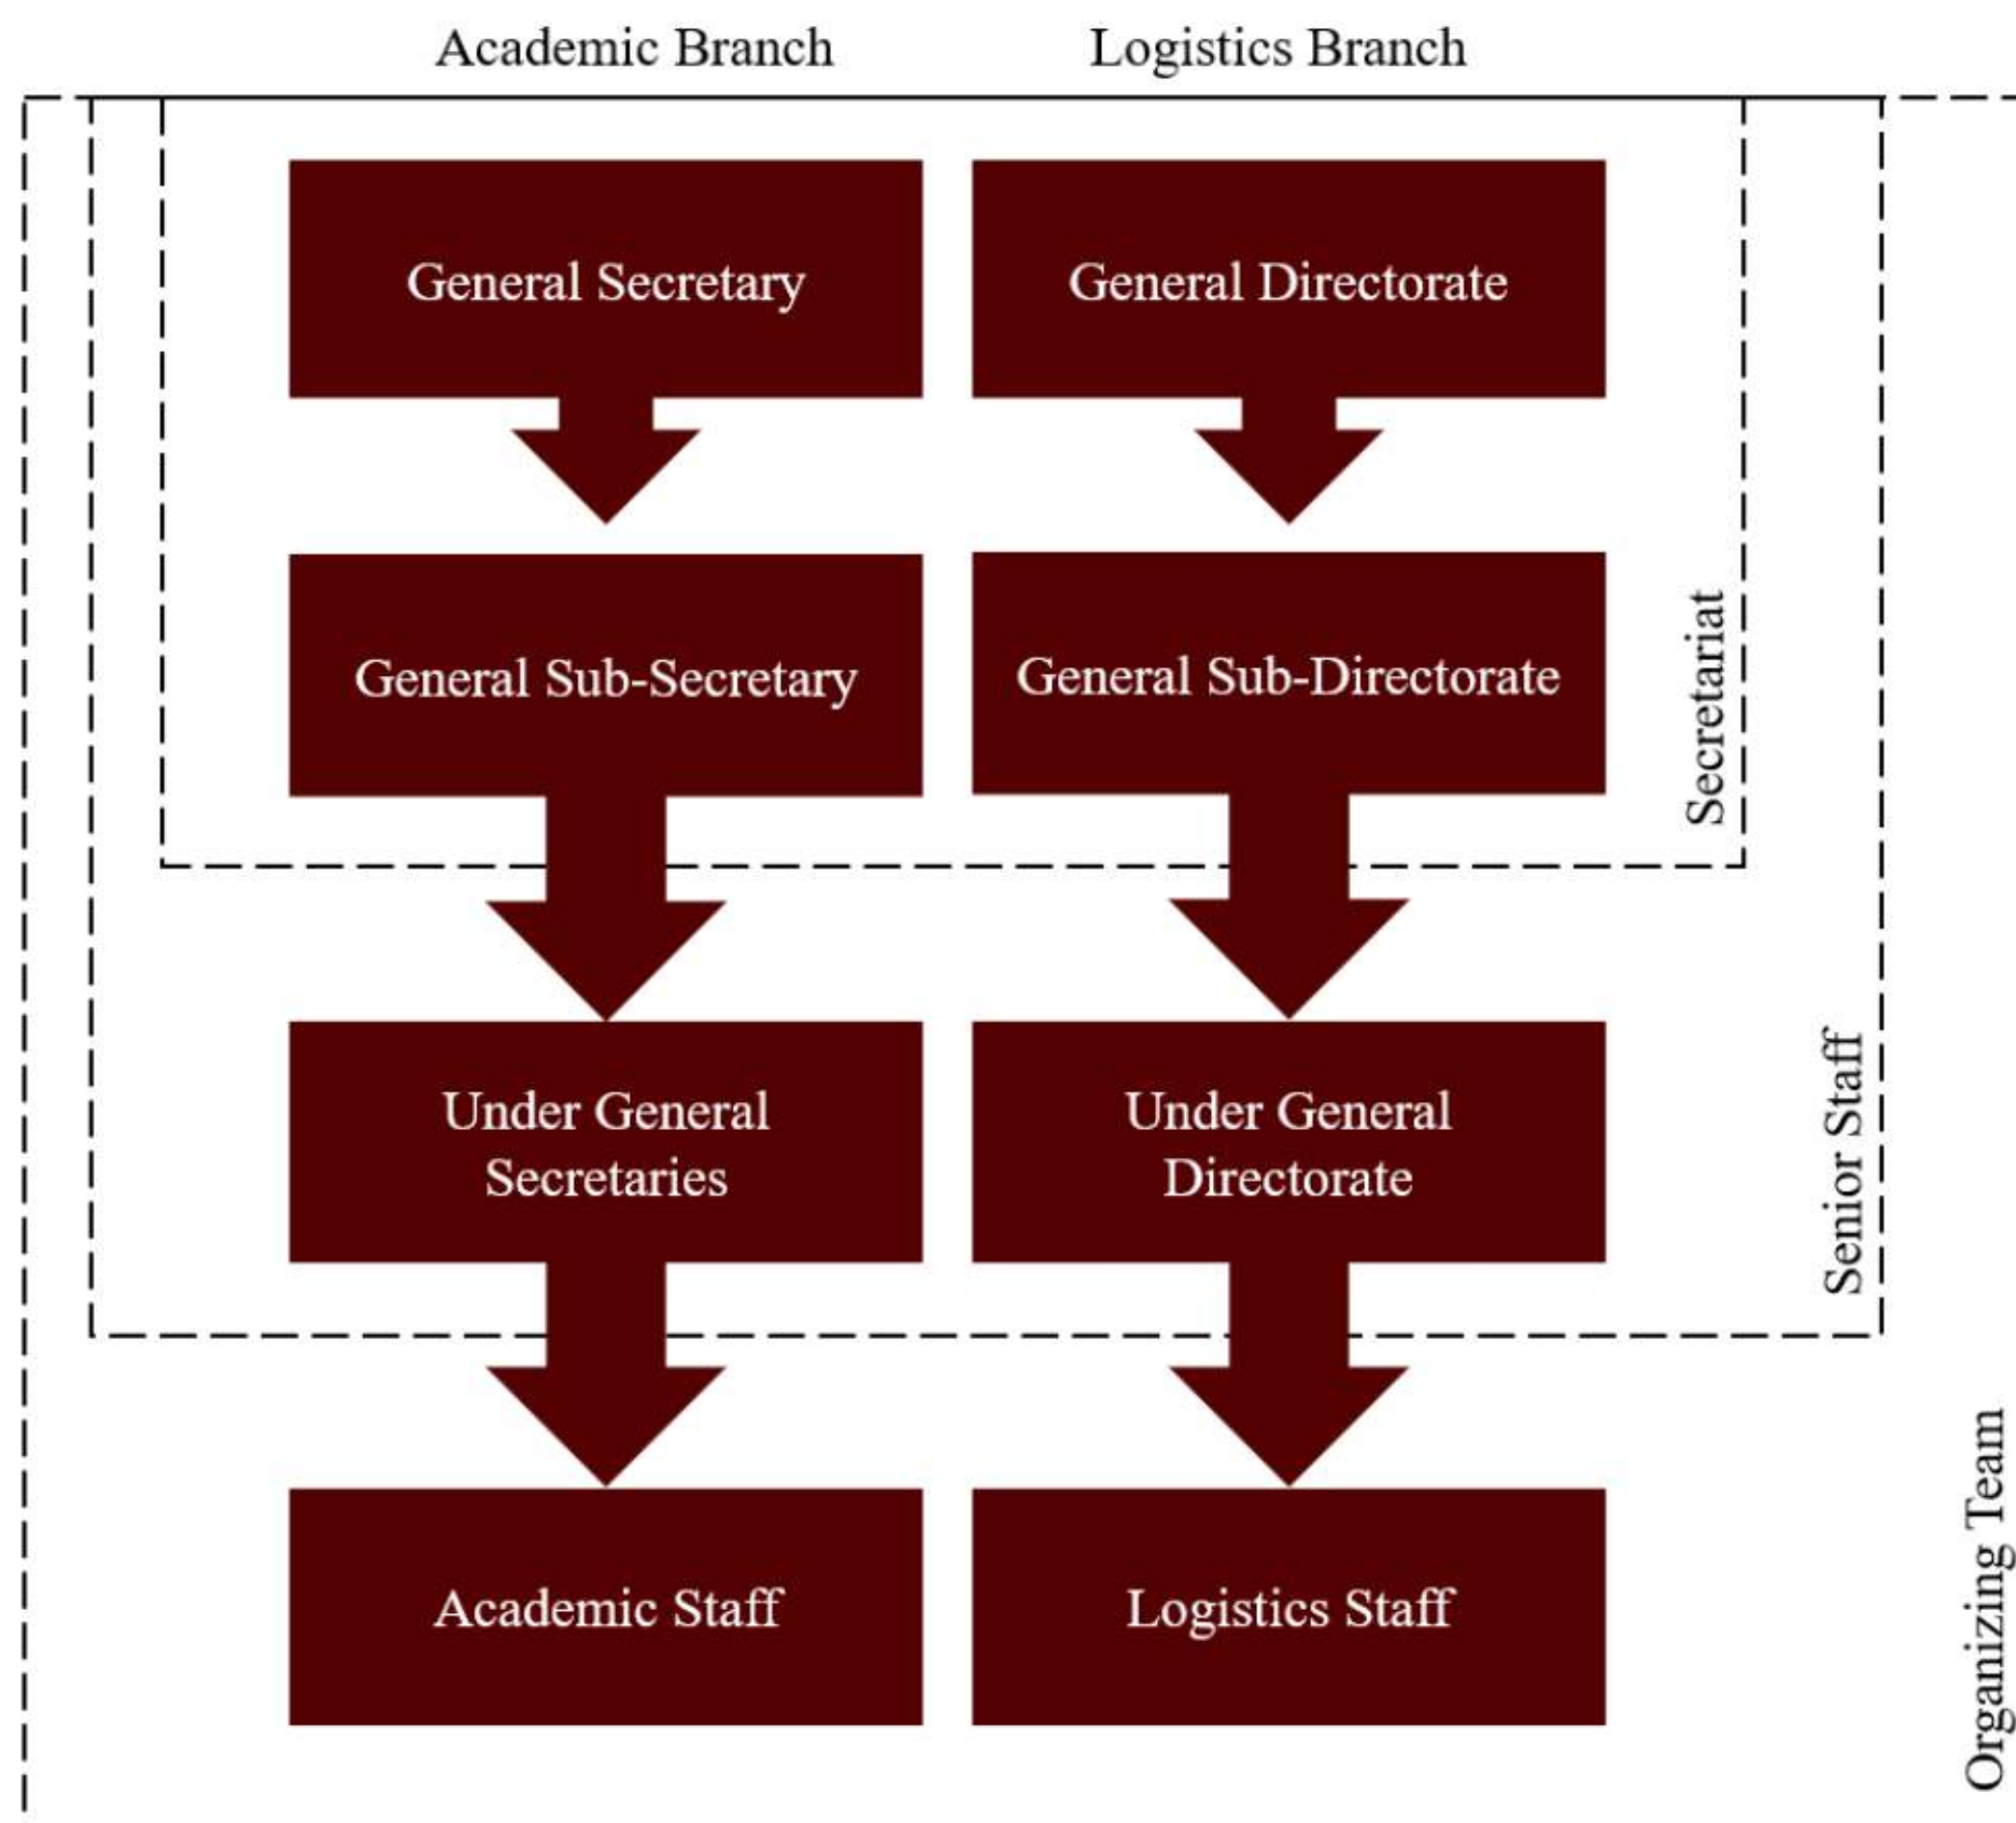 Academic Branch
Logistics Branch
General Secretary
General Directorate
General Sub-Secretary
General Sub-Directorate
Secretariat
Under General
Secretaries
Under General
Directorate
Senior Staff
Academic Staff
Logistics Staff
Organizing Team